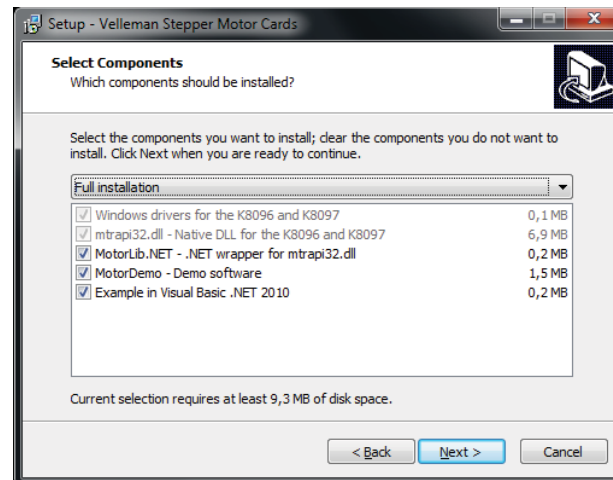 Setup - Velleman Stepper Motor Cards
Select Components
Which components should be installed?
Select the components you want to install; clear the components you do not want to
install. Click Next when you are ready to continue.
Full installation
Windows drivers for the K8096 and K8097 0,1 MB
mtrapi32.dll - Native DLL for the K8096 and K8097 6,9 MB
MotorLib.NET - .NET wrapper for mtrapi32.dll 0,2 MB
MotorDemo - Demo software 1,5 MB
Example in Visual Basic .NET 2010 0,2 MB
Current selection requires at least 9,3 MB of disk space.
< Back Next > Cancel